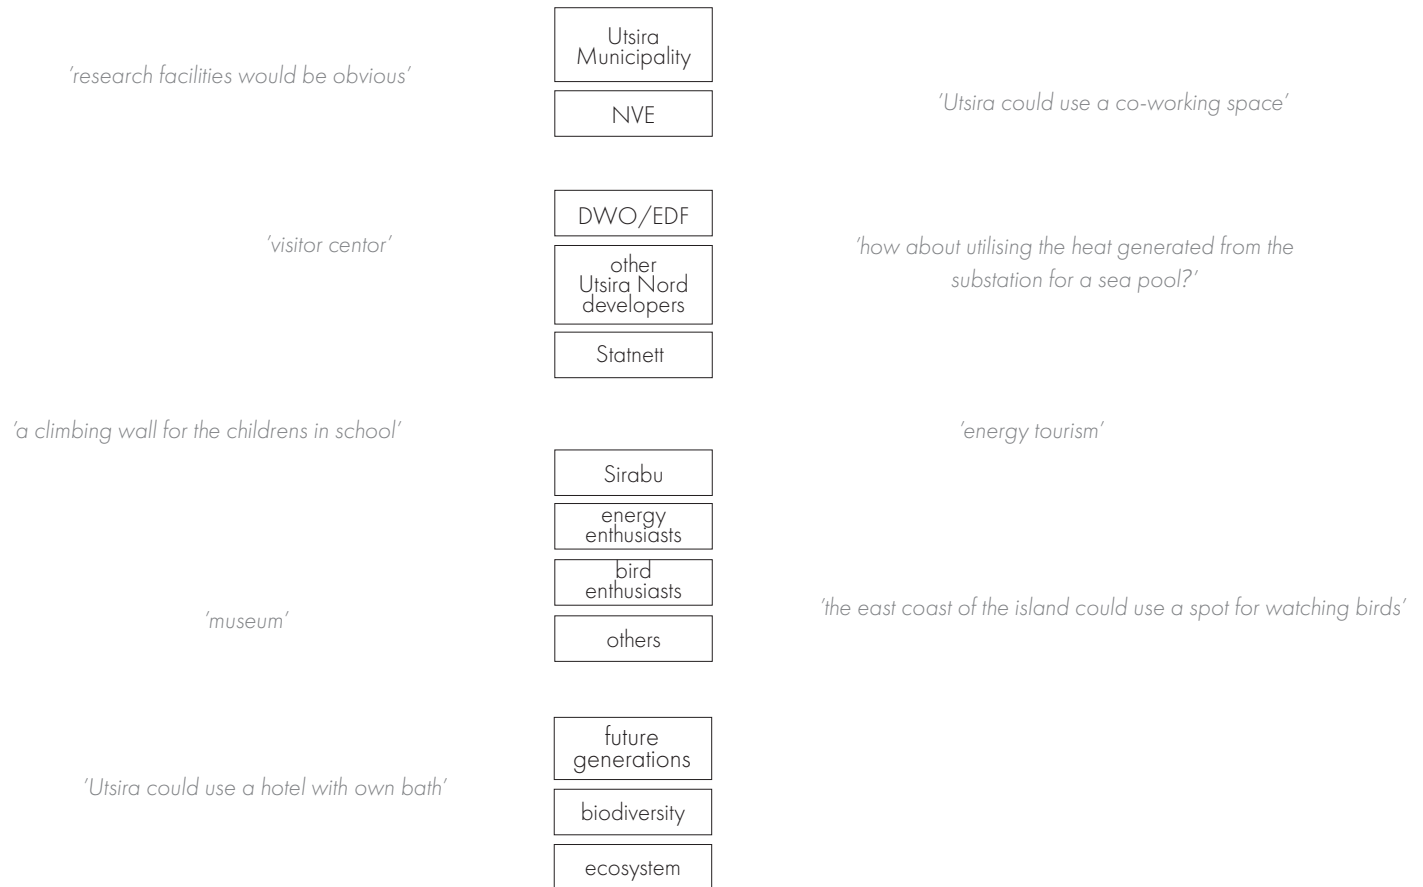 Utsira
Municipality
'research facilities would be obvious'
'Utsira could use a co-working space'
NVE
DWO/EDF
'visitor centor'
'how about utilising the heat generated from the
substation for a sea pool?'
other
Utsira Nord
developers
Statnett
'a climbing wall for the childrens in school'
'energy tourism'
Sirabu
energy
enthusiasts
bird
enthusiasts
'the east coast of the island could use a spot for watching birds'
'museum'
others
future
generations
'Utsira could use a hotel with own bath'
biodiversity
ecosystem